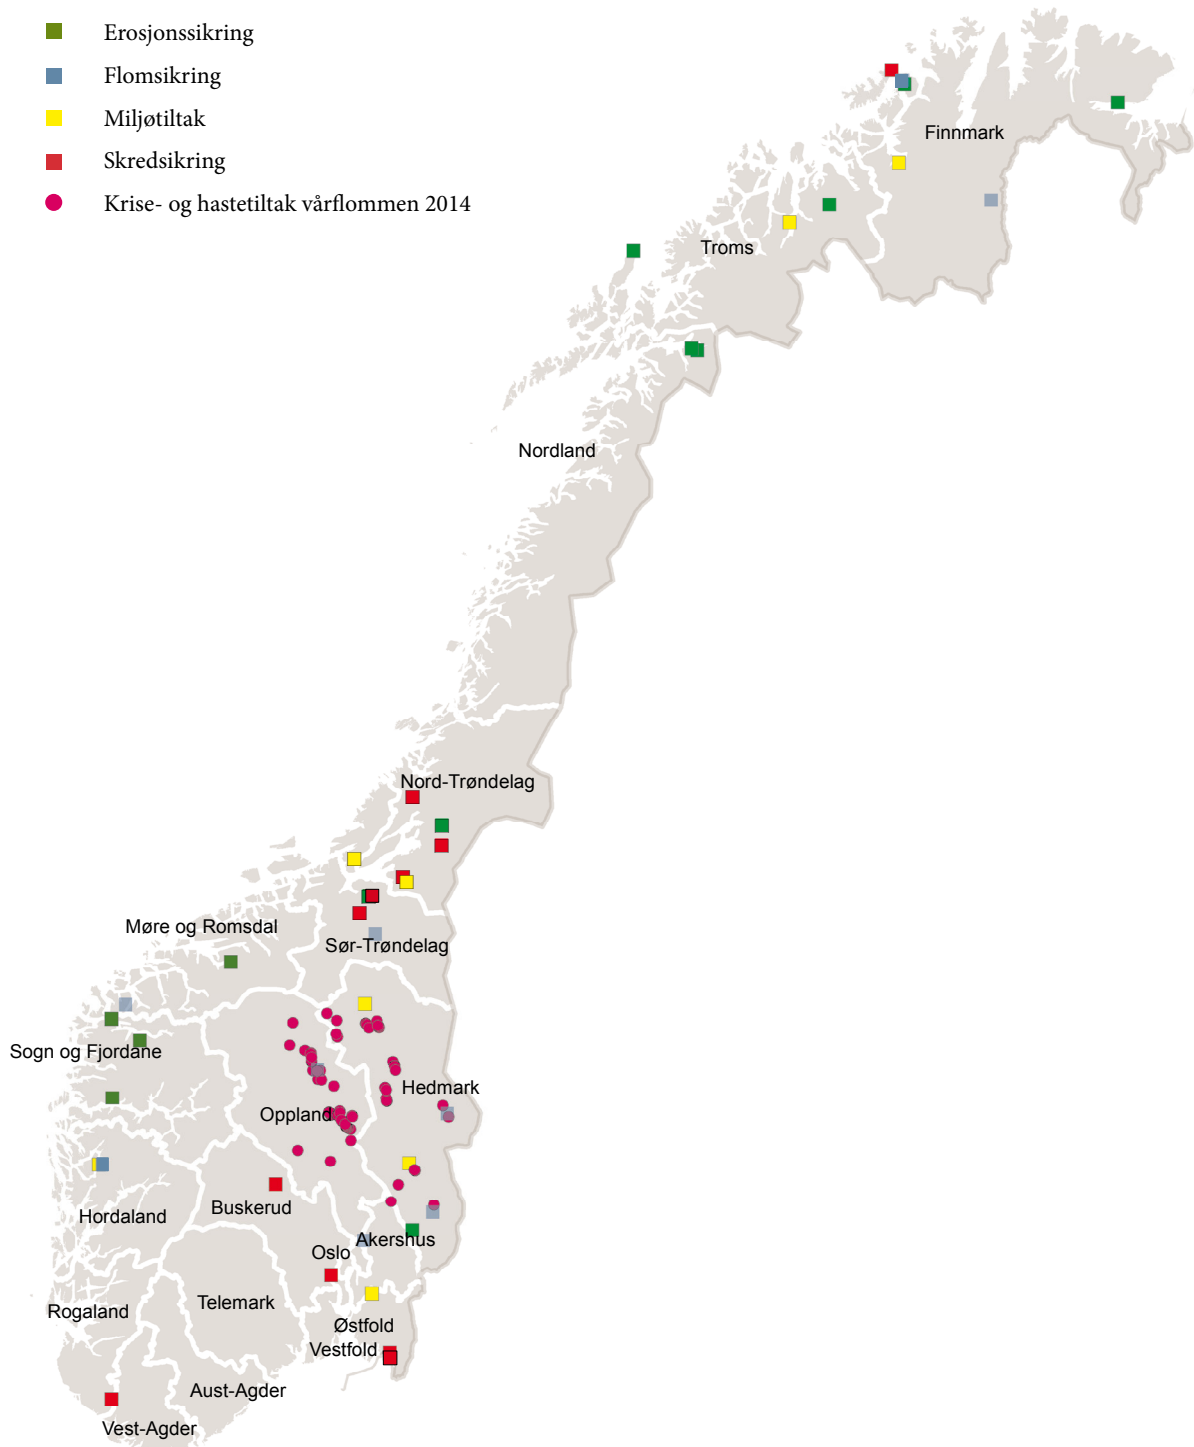 Erosjonssikring
Flomsikring
Miljøtiltak
Skredsikring
Krise- og hastetiltak vårflommen 2014
Finnmark
Troms
Nordland
Nord-Trøndelag
Møre og Romsdal
Sør-Trøndelag
Sogn og Fjordane
Hedmark
Oppland
Buskerud
Hordaland
Akershus
Oslo
Telemark
Rogaland
Østfold
Vestfold
Aust-Agder
Vest-Agder